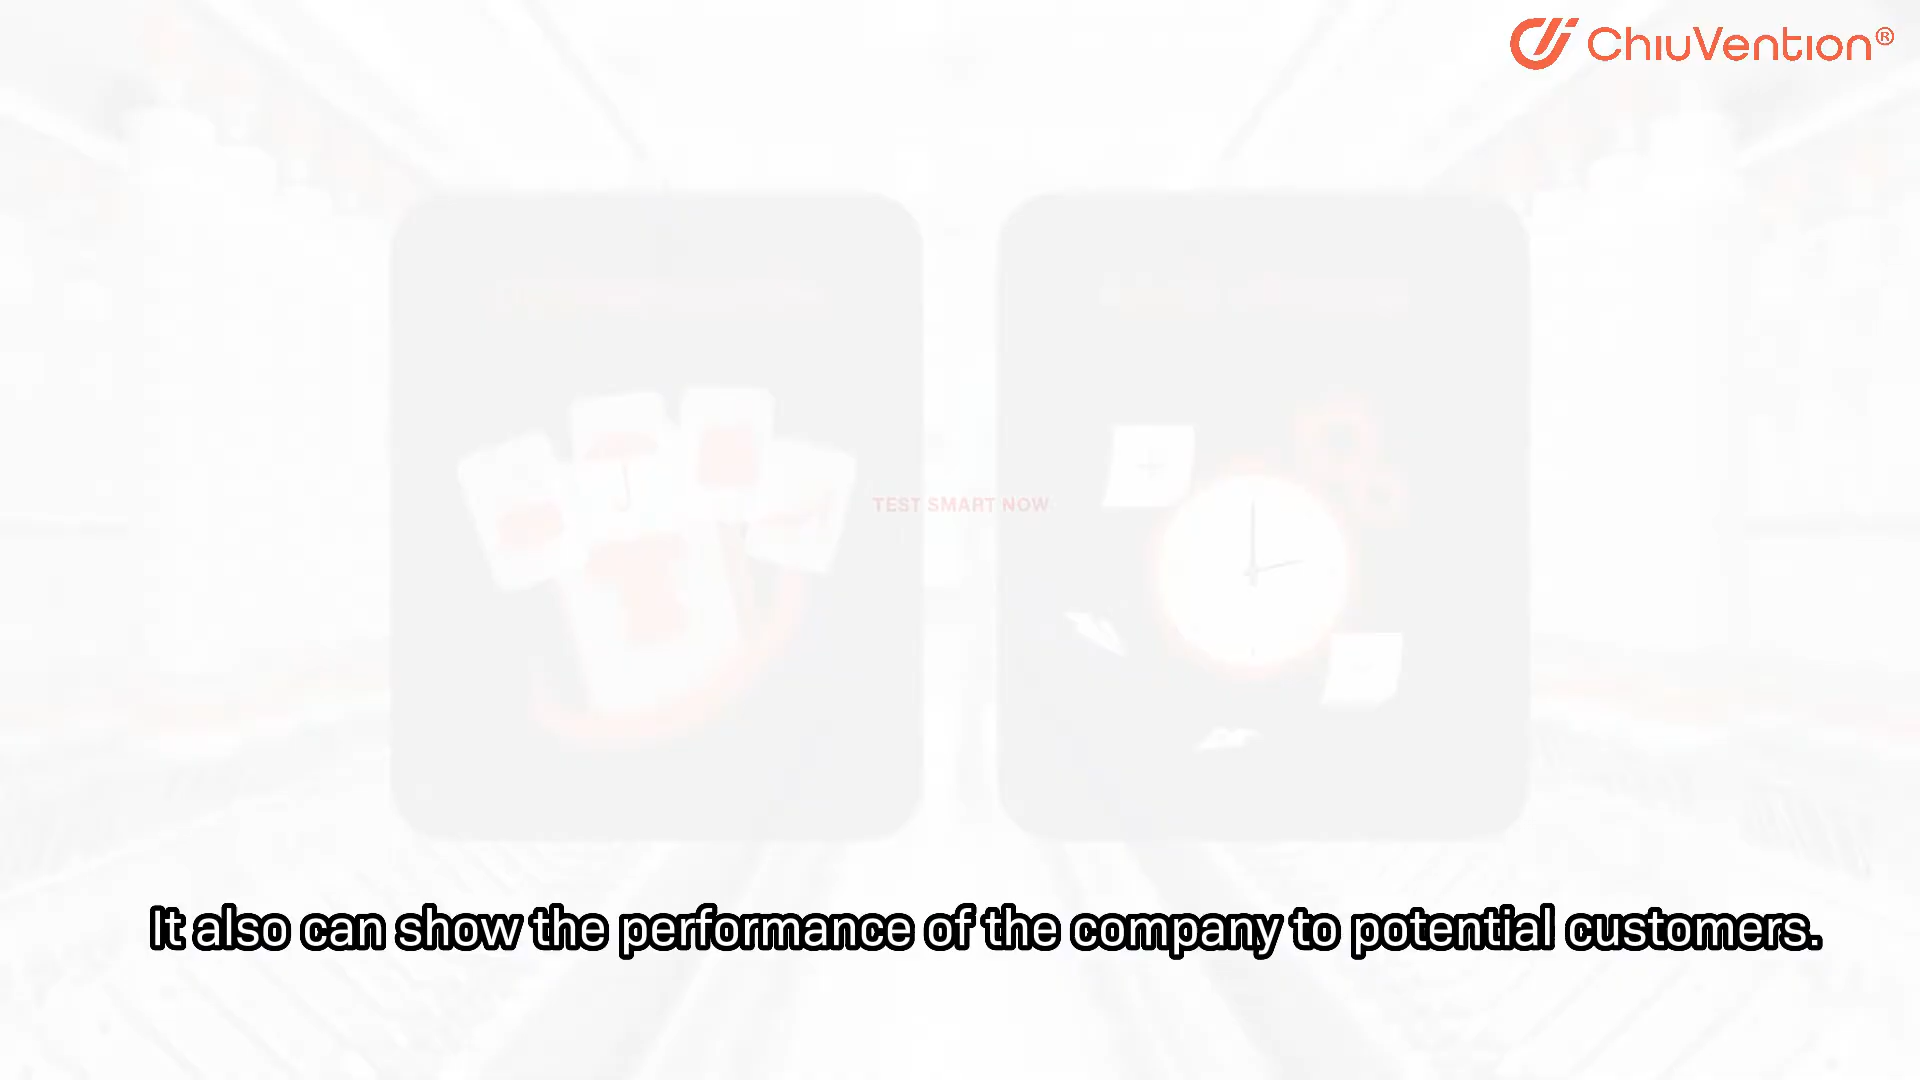 ChiuVention®
TEST SMART NOW
It also can show the performance of the company to potential customers.